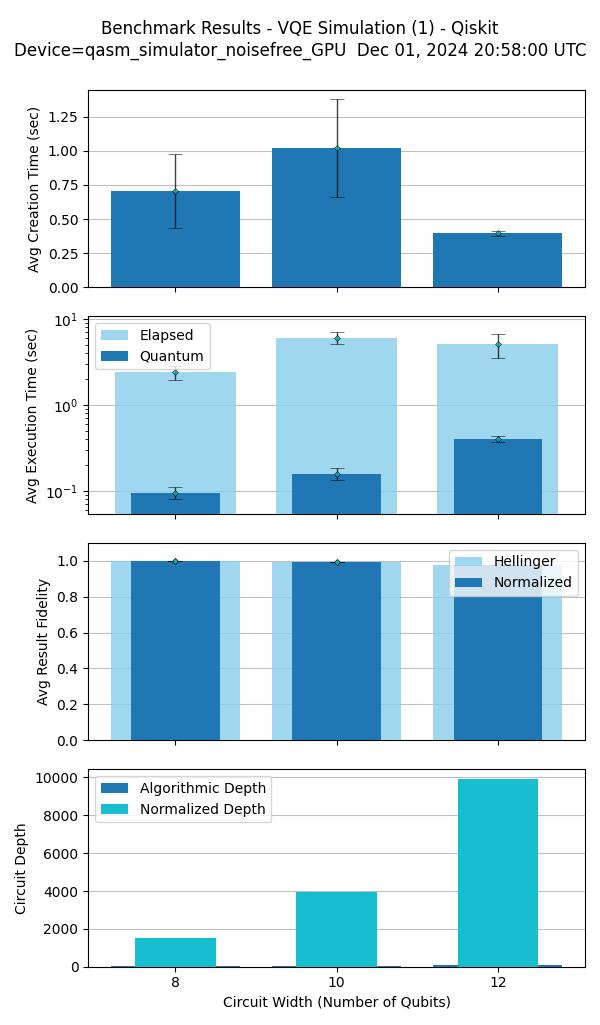 Benchmark Results - VQE Simulation (1) - Qiskit
Device=qasm_simulator_noisefree_GPU  Dec 01, 2024 20:58:00 UTC
Avg Creation Time (sec)
1.25
1.00
0.75
0.50
0.25
0.00
Avg Execution Time (sec)
10¹
10⁰
10⁻¹
Elapsed
Quantum
Avg Result Fidelity
1.0
0.8
0.6
0.4
0.2
0.0
Hellinger
Normalized
Circuit Depth
10000
8000
6000
4000
2000
0
Algorithmic Depth
Normalized Depth
8 10 12
Circuit Width (Number of Qubits)